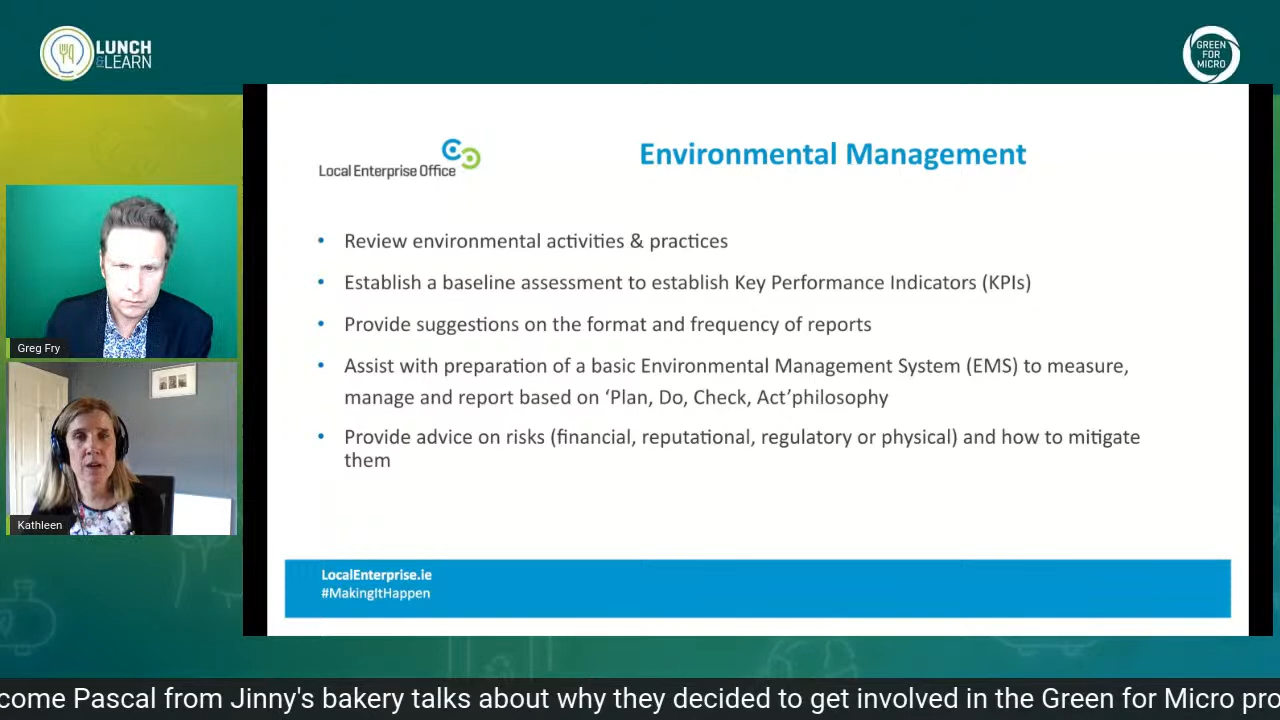 LUNCH
& LEARN
GREEN
FOR
MICRO
Local Enterprise Office
Environmental Management
• Review environmental activities & practices
• Establish a baseline assessment to establish Key Performance Indicators (KPIs)
• Provide suggestions on the format and frequency of reports
• Assist with preparation of a basic Environmental Management System (EMS) to measure,
manage and report based on ‘Plan, Do, Check, Act’philosophy
• Provide advice on risks (financial, reputational, regulatory or physical) and how to mitigate
them
Greg Fry
Kathleen
LocalEnterprise.ie
#MakingItHappen
come Pascal from Jinny's bakery talks about why they decided to get involved in the Green for Micro pro